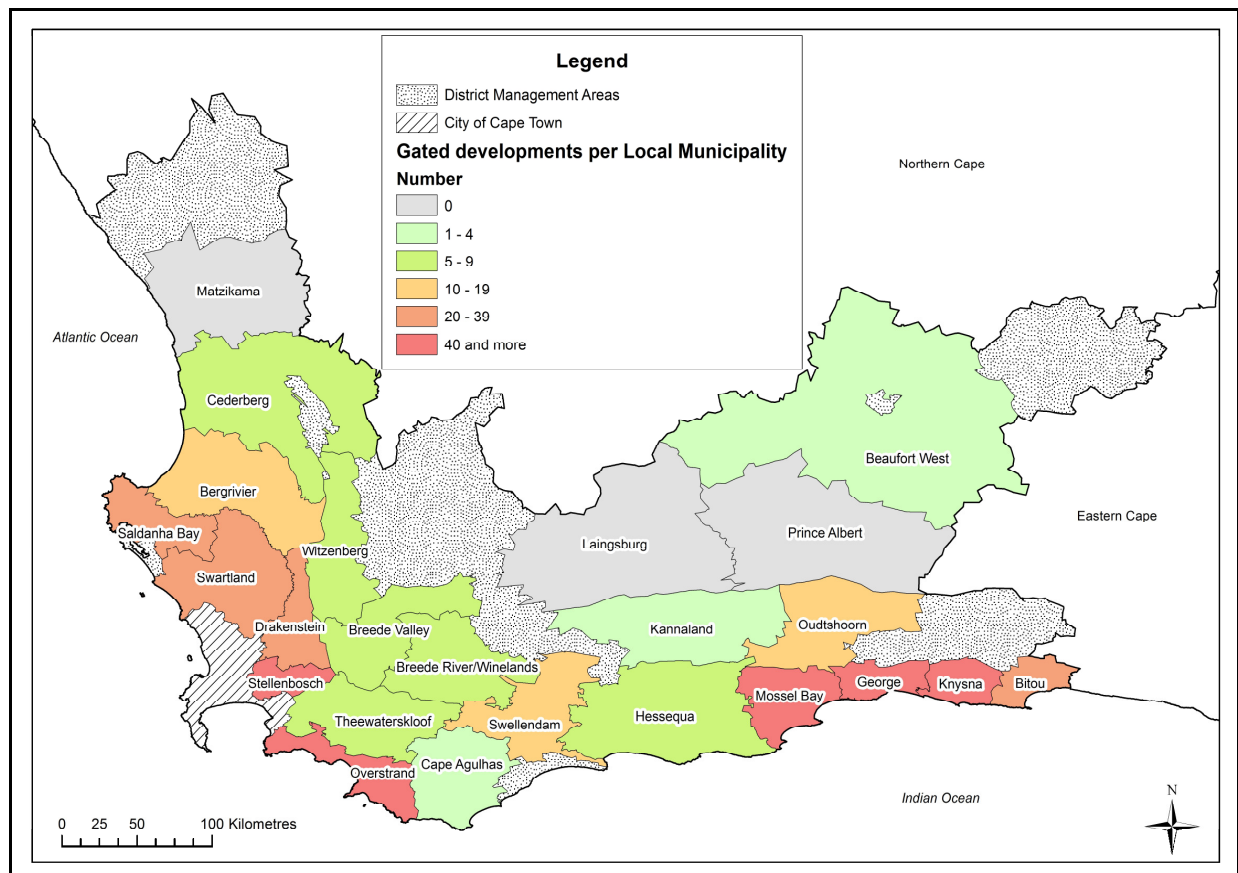 Legend
District Management Areas
City of Cape Town
Gated developments per Local Municipality
Number
0
1 - 4
5 - 9
10 - 19
20 - 39
40 and more
Northern Cape
Matzikama
Atlantic Ocean
Cederberg
Beaufort West
Bergrivier
Eastern Cape
Saldanha Bay
Prince Albert
Laingsburg
Witzenberg
Swartland
Drakenstein
Breede Valley
Kannaland
Oudtshoorn
Breede River/Winelands
Stellenbosch
George
Knysna
Bitou
Mossel Bay
Theewaterskloof
Swellendam
Hessequa
Cape Agulhas
Overstrand
Indian Ocean
N
0 25 50 100 Kilometres